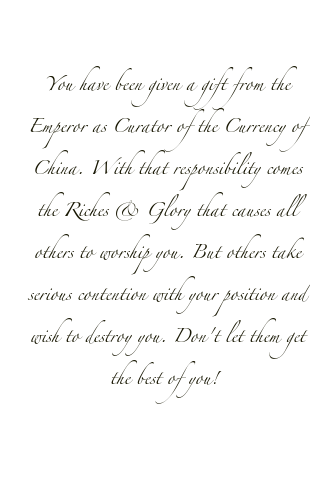 You have been given a gift from the
Emperor as Curator of the Currency of
China. With that responsibility comes
the Riches & Glory that causes all
others to worship you. But others take
serious contention with your position and
wish to destroy you. Don't let them get
the best of you!